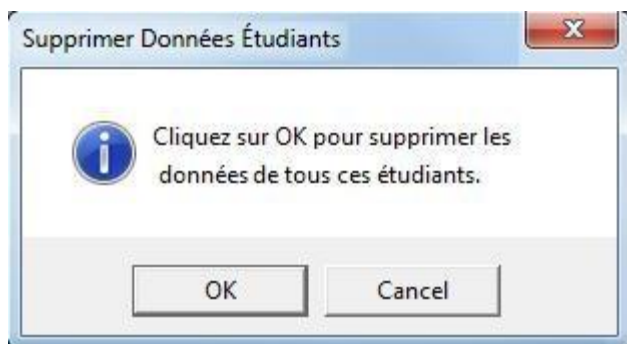 Supprimer Données Étudiants
Cliquez sur OK pour supprimer les
données de tous ces étudiants.
OK
Cancel